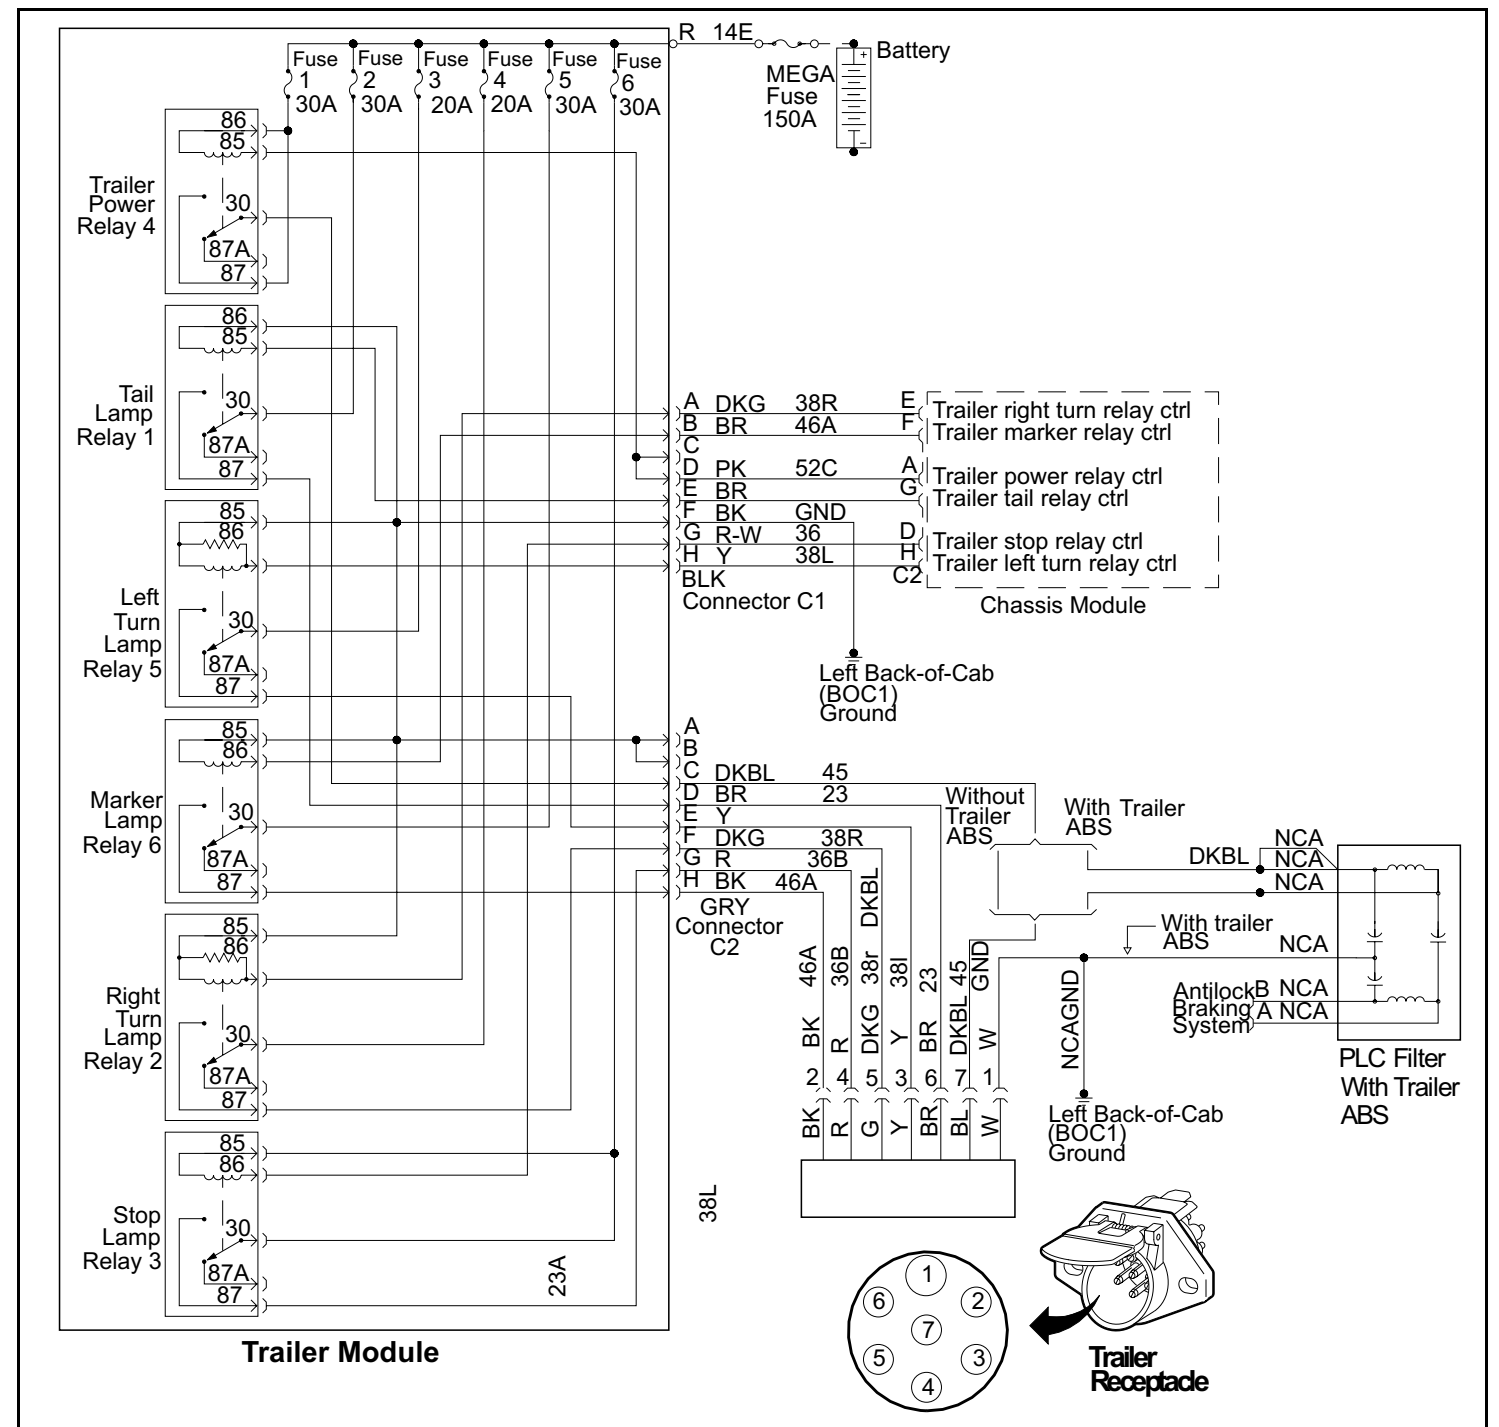 R 14E
Battery
MEGA
Fuse
150A
Fuse
1
30A
Fuse
2
30A
Fuse
3
20A
Fuse
4
20A
Fuse
5
30A
Fuse
6
30A
86
85
30
87A
87
Trailer
Power
Relay 4
86
85
30
87A
87
Tail
Lamp
Relay 1
85
86
30
87A
87
Left
Turn
Lamp
Relay 5
85
86
30
87A
87
Marker
Lamp
Relay 6
85
86
30
87A
87
Right
Turn
Lamp
Relay 2
85
86
30
87A
87
Stop
Lamp
Relay 3
23A
Trailer Module
A DKG 38R E Trailer right turn relay ctrl
B BR 46A F Trailer marker relay ctrl
C
D PK 52C A Trailer power relay ctrl
E BR G Trailer tail relay ctrl
F BK GND
G R-W 36 D Trailer stop relay ctrl
H Y 38L H Trailer left turn relay ctrl
C2
BLK
Connector C1
Chassis Module
Left Back-of-Cab
(BOC1)
Ground
A
B
C DKBL 45
D BR 23
E Y
F DKG 38R
G R 36B
H BK 46A
GRY
Connector
C2
Without
Trailer
ABS
With Trailer
ABS
DKBL
NCA
NCA
NCA
With trailer
ABS
NCA
Antilock
Braking
System
B NCA
A NCA
PLC Filter
With Trailer
ABS
NCAGND
Left Back-of-Cab
(BOC1)
Ground
DKBL
BK 46A
R 36B
DKG 38r
Y 38l
BR 23
DKBL 45
W GND
2 4 5 3 6 7 1
BK R G Y BR BL W
38L
1
6 2
7
5 3
4
Trailer
Receptacle